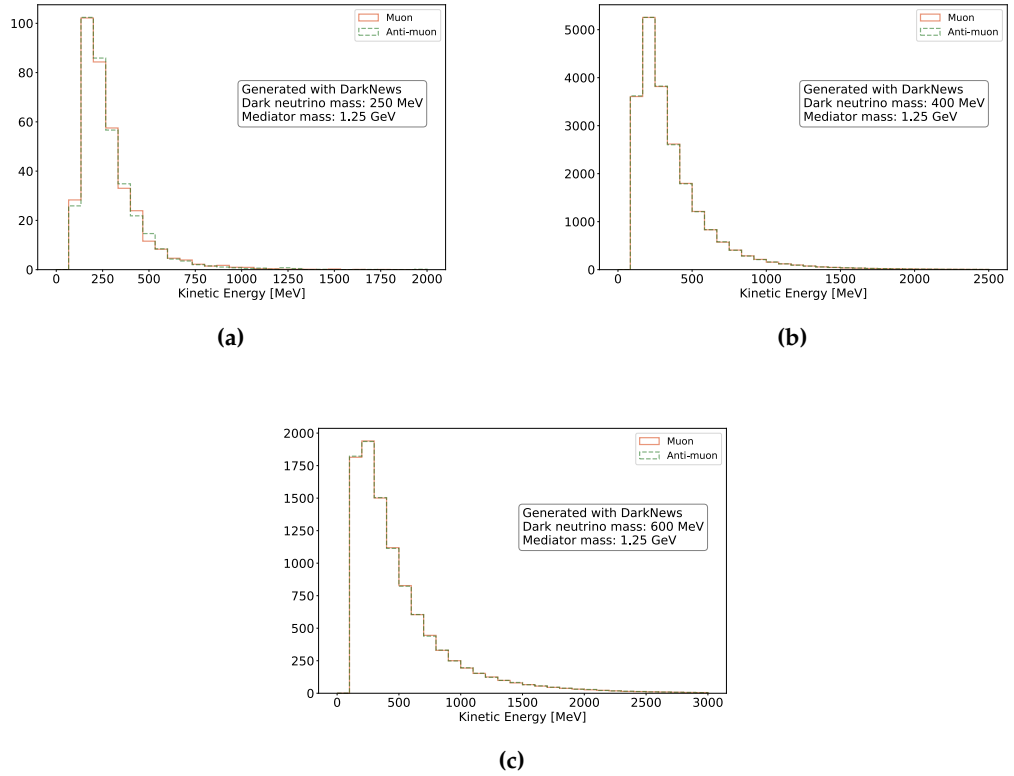 Muon
Anti-muon
Generated with DarkNews
Dark neutrino mass: 250 MeV
Mediator mass: 1.25 GeV
100
80
60
40
20
0
0 250 500 750 1000 1250 1500 1750 2000
Kinetic Energy [MeV]
(a)
Muon
Anti-muon
Generated with DarkNews
Dark neutrino mass: 400 MeV
Mediator mass: 1.25 GeV
5000
4000
3000
2000
1000
0
0 500 1000 1500 2000 2500
Kinetic Energy [MeV]
(b)
Muon
Anti-muon
Generated with DarkNews
Dark neutrino mass: 600 MeV
Mediator mass: 1.25 GeV
2000
1750
1500
1250
1000
750
500
250
0
0 500 1000 1500 2000 2500 3000
Kinetic Energy [MeV]
(c)